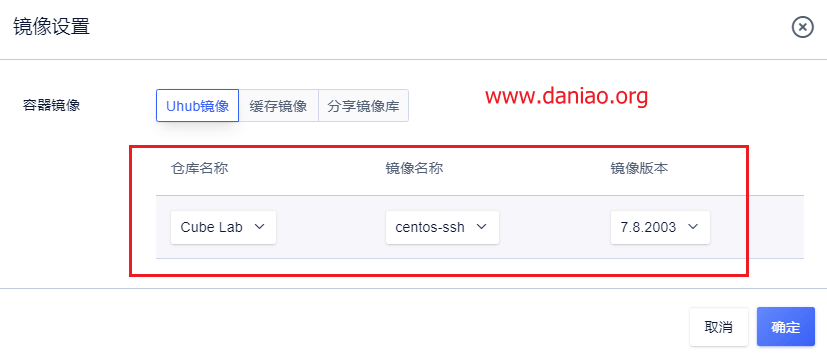 镜像设置
容器镜像
Uhub镜像 缓存镜像 分享镜像库
www.daniao.org
仓库名称 镜像名称 镜像版本
Cube Lab centos-ssh 7.8.2003
取消 确定